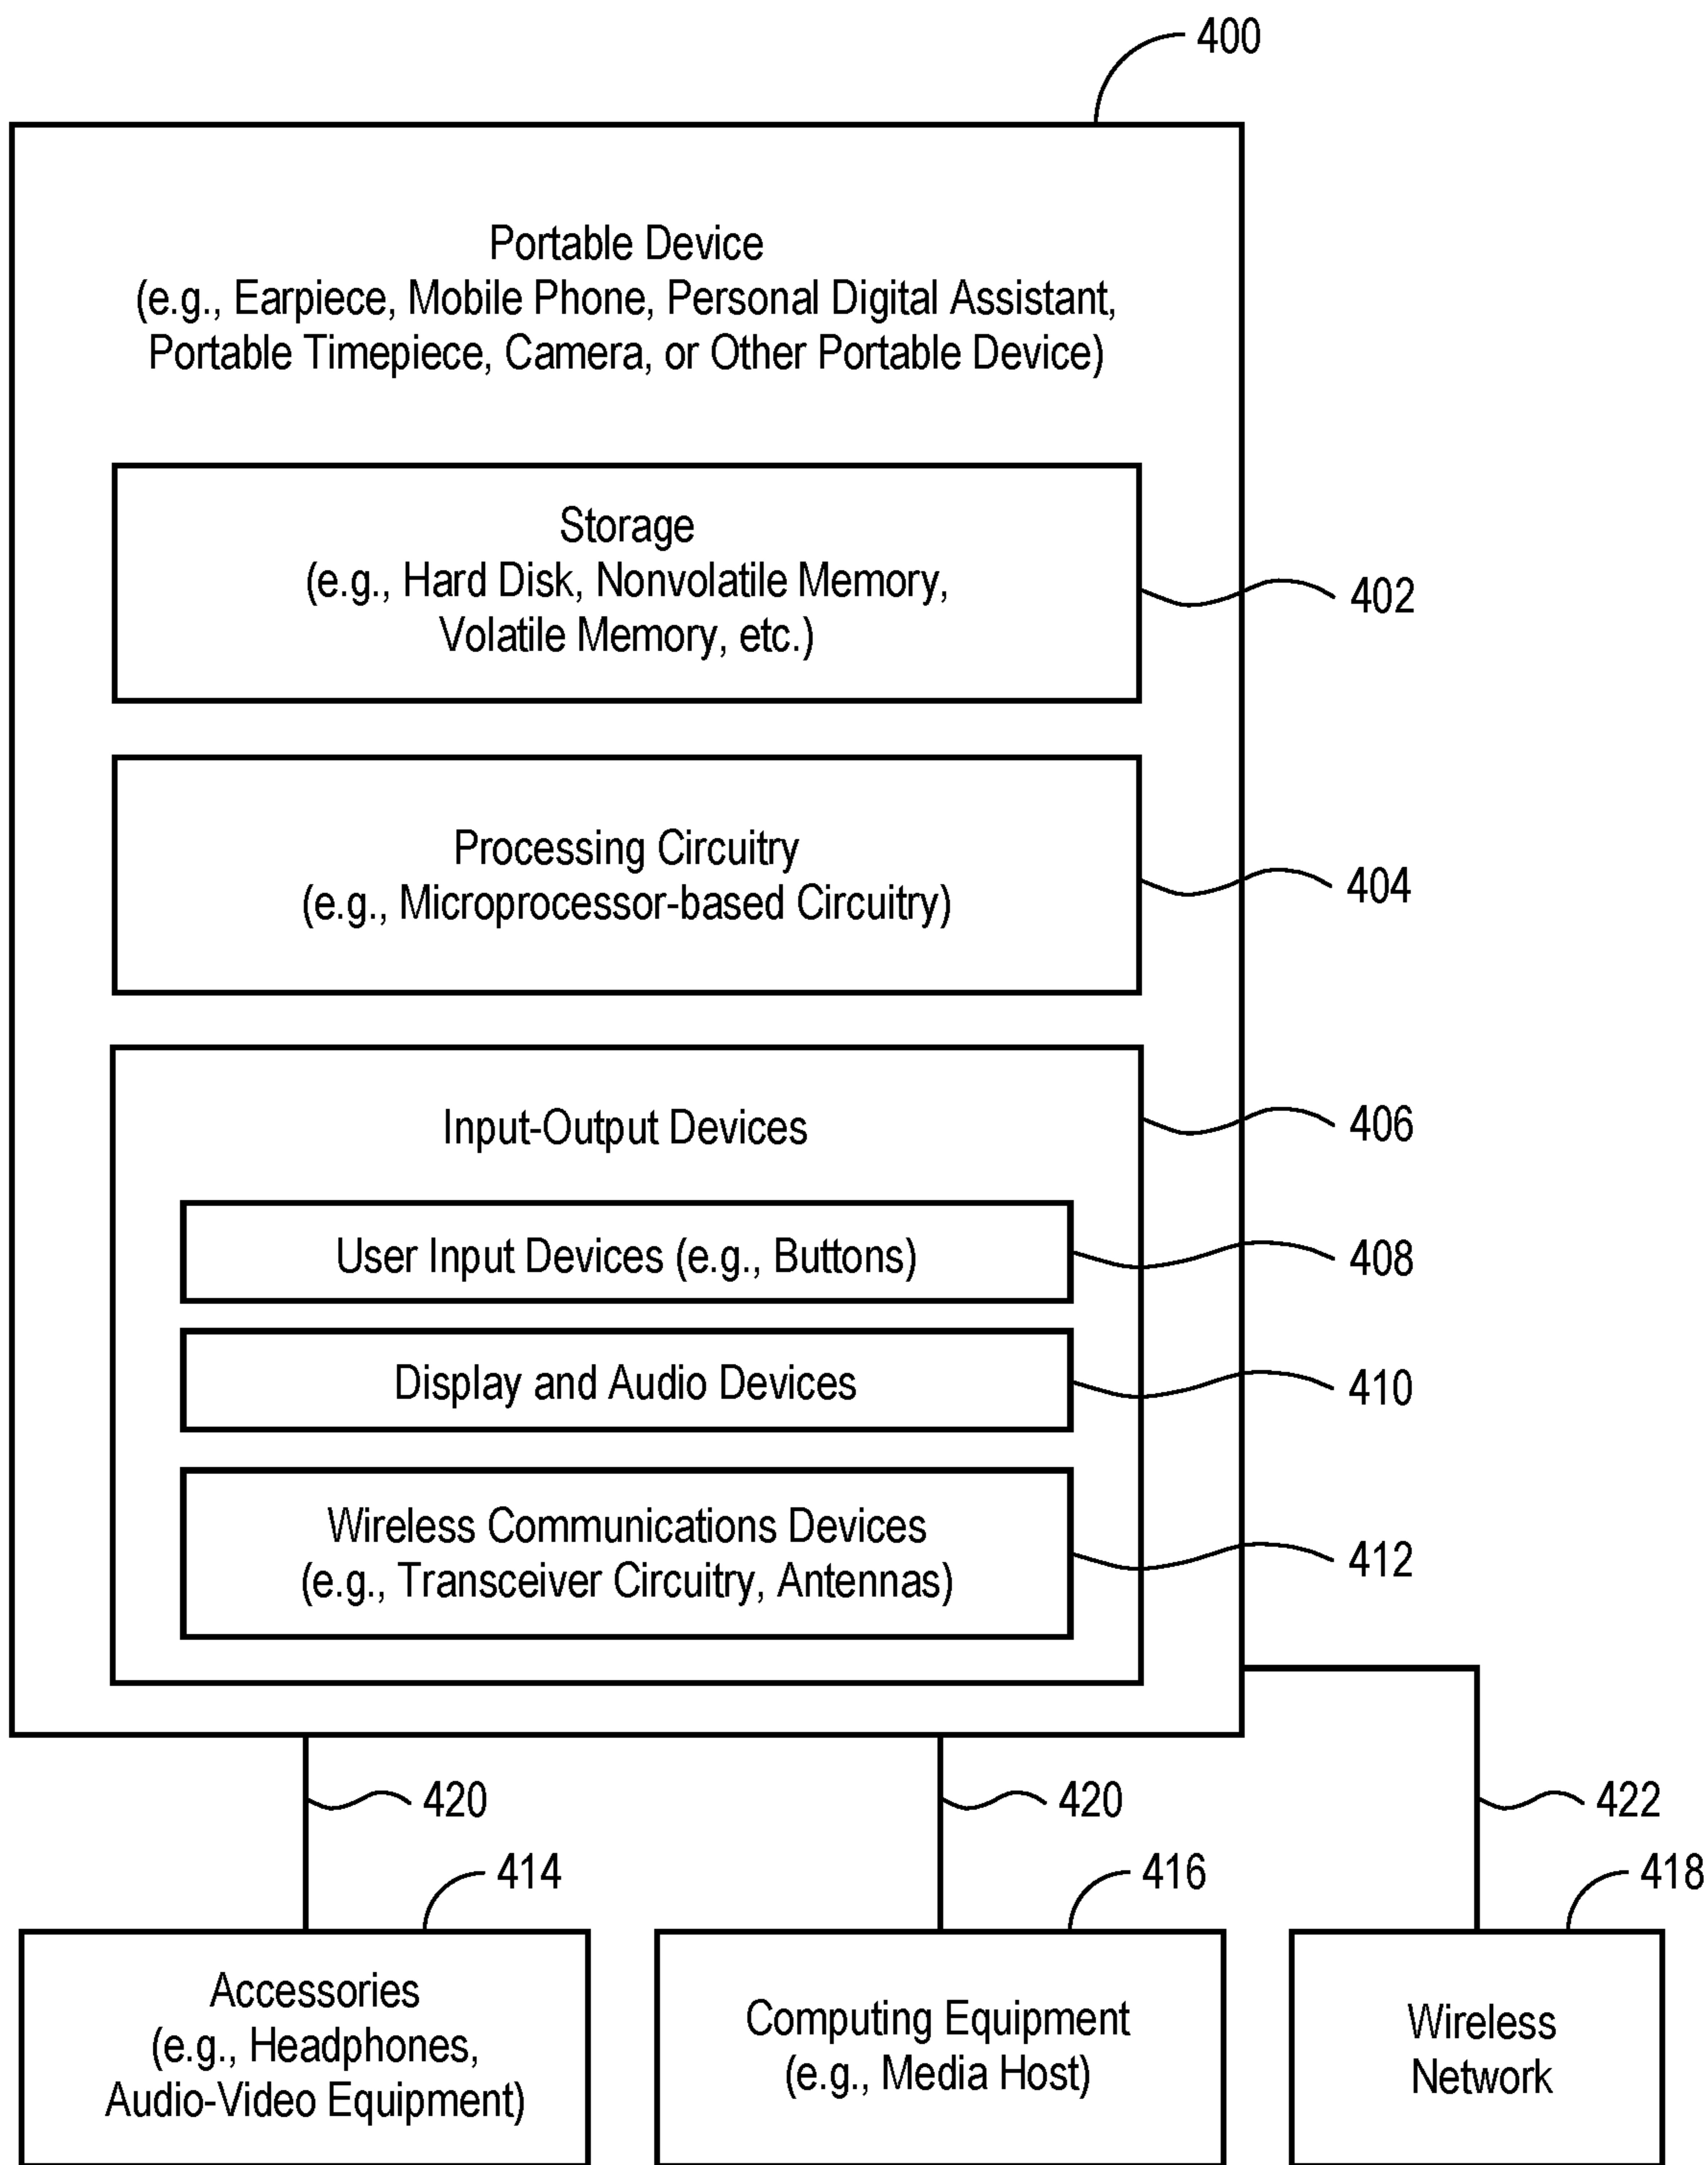 400
Portable Device
(e.g., Earpiece, Mobile Phone, Personal Digital Assistant,
Portable Timepiece, Camera, or Other Portable Device)
Storage
(e.g., Hard Disk, Nonvolatile Memory,
Volatile Memory, etc.)
402
Processing Circuitry
(e.g., Microprocessor-based Circuitry)
404
Input-Output Devices
406
User Input Devices (e.g., Buttons)
408
Display and Audio Devices
410
Wireless Communications Devices
(e.g., Transceiver Circuitry, Antennas)
412
420
420
422
414
416
418
Accessories
(e.g., Headphones,
Audio-Video Equipment)
Computing Equipment
(e.g., Media Host)
Wireless
Network